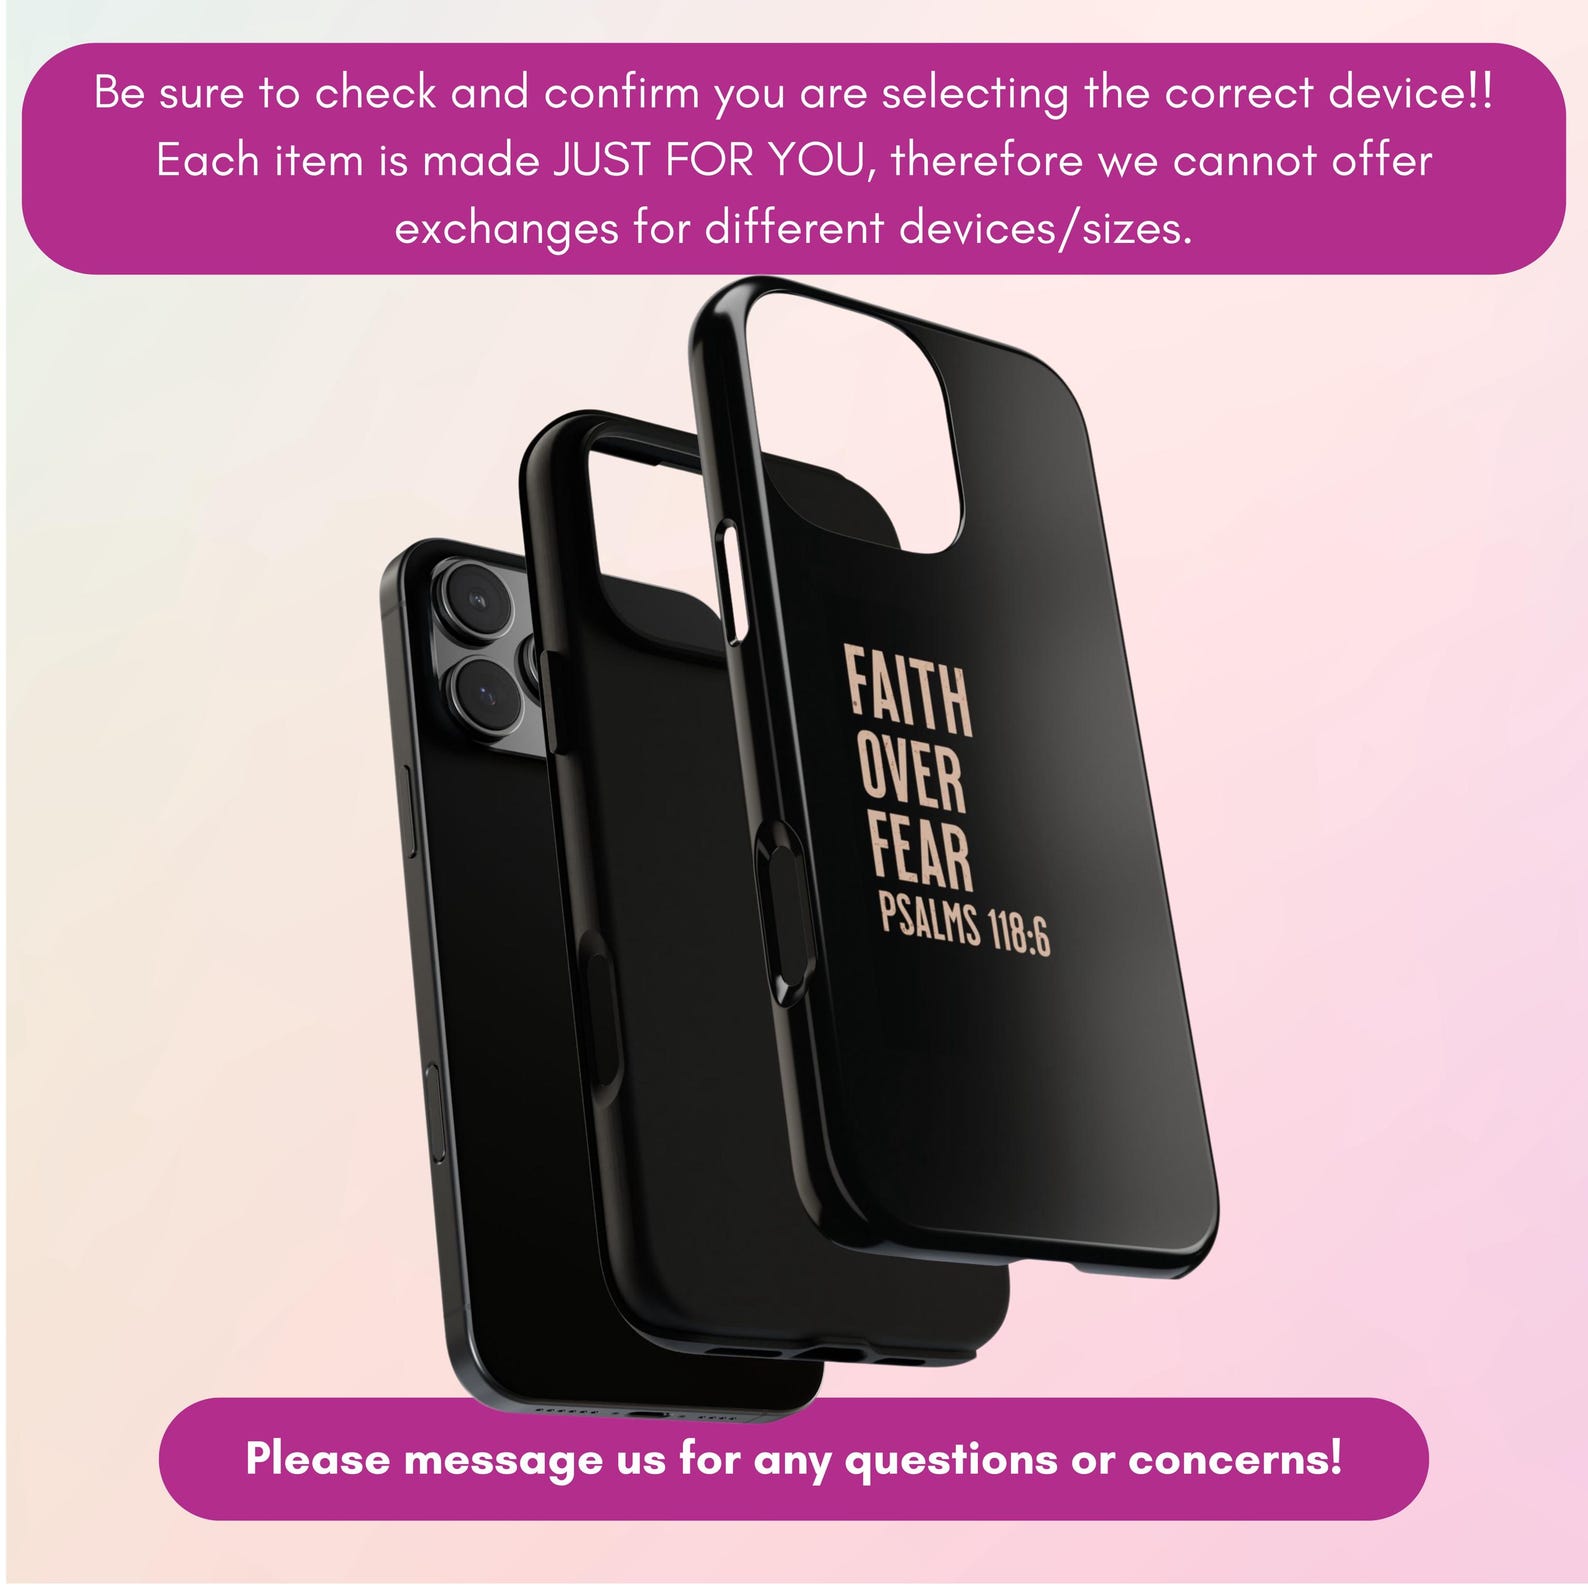 Be sure to check and confirm you are selecting the correct device!!
Each item is made JUST FOR YOU, therefore we cannot offer
exchanges for different devices/sizes.
FAITH
OVER
FEAR
PSALMS 118:6
Please message us for any questions or concerns!